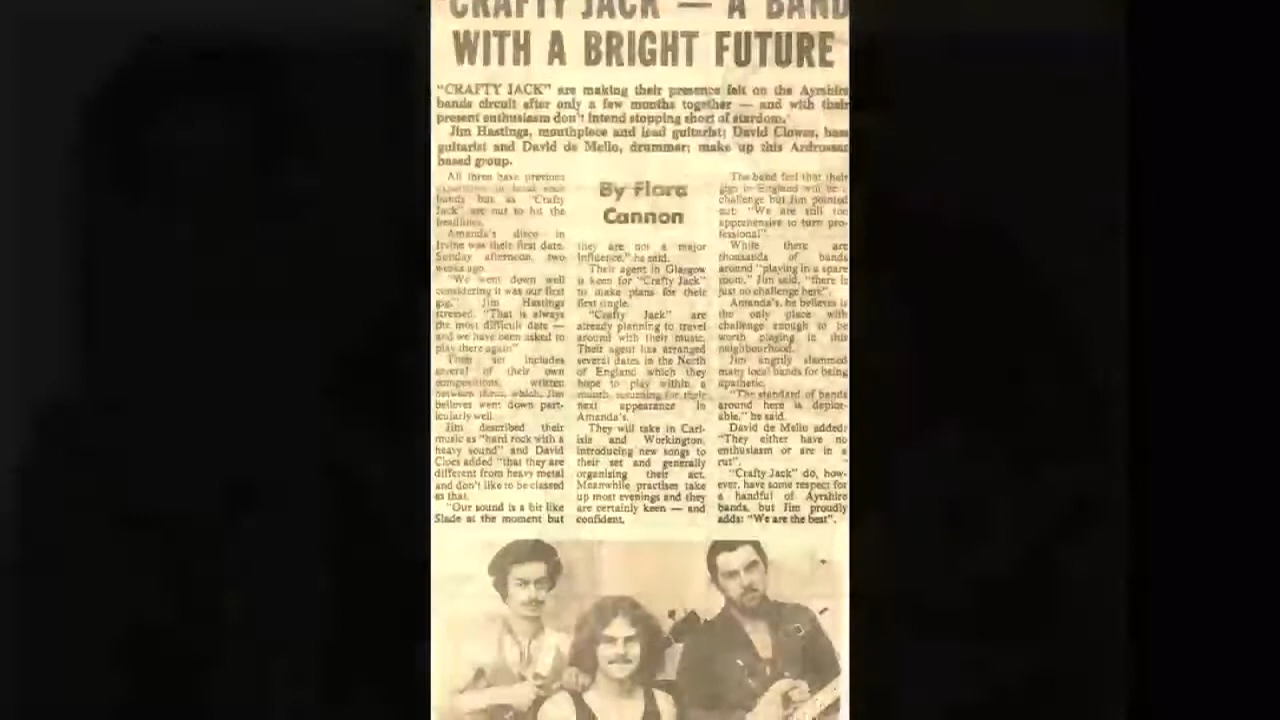 "CRAFTY JACK — A BAND
WITH A BRIGHT FUTURE
"CRAFTY JACK" are making their presence felt on the Ayrshire
bands circuit after only a few months together — and with their
present enthusiasm don't intend stopping short of stardom.
Jim Hastings, mouthpiece and lead guitarist; David Clowes, bass
guitarist and David de Mello, drummer; make up this Ardrossan
based group.
By Flora
Cannon
All three have previous
experience in local
bands but as "Crafty
Jack" are out to hit the
headlines.
Amanda's disco in
Irvine was their first date,
Sunday afternoon, two
weeks ago.
"We went down well
considering it was our first
gig," Jim Hastings
stressed. "That is always
the most difficult date —
and we have been asked to
play there again"
Their set includes
several of their own
compositions, written
between them, which, Jim
believes went down part-
icularly well.
Jim described their
music as "hard rock with a
heavy sound" and David
Cloes added "that they are
different from heavy metal
and don't like to be classed
as that.
"Our sound is a bit like
Slade at the moment but
they are not a major
influence," he said.
Their agent in Glasgow
is keen for "Crafty Jack"
to make plans for their
first single.
"Crafty Jack" are
already planning to travel
around with their music.
Their agent has arranged
several dates in the North
of England which they
hope to play within a
month, returning for their
next appearance in
Amanda's.
They will take in Carl-
isle and Workington,
introducing new songs to
their set and generally
organising their act.
Meanwhile practises take
up most evenings and they
are certainly keen — and
confident.
The band feel that their
gigs in England will be a
challenge but Jim pointed
out: "We are still too
apprehensive to turn pro-
fessional".
While there are
thousands of bands
around "playing in a spare
room," Jim said, "there is
just no challenge here".
Amanda's, he believes is
the only place with
challenge enough to be
worth playing in this
neighbourhood.
Jim angrily slammed
many local bands for being
apathetic.
"The standard of bands
around here is deplor-
able," he said.
David de Mello added:
"They either have no
enthusiasm or are in a
rut".
"Crafty Jack" do, how-
ever, have some respect for
a handful of Ayrshire
bands, but Jim proudly
adds: "We are the best".